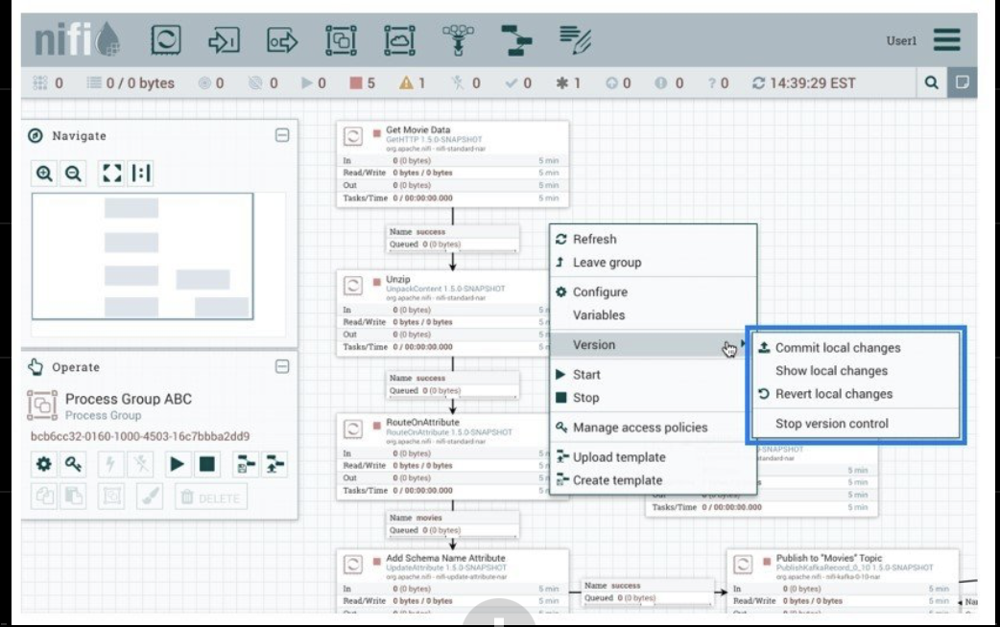 nifi
User1
0 0 / 0 bytes 0 0 0 5 1 0 0 1 0 0 ? 0 14:39:29 EST
Navigate
Operate
Process Group ABC
Process Group
bcb6cc32-0160-1000-4503-16c7bbba2dd9
DELETE
Get Movie Data
GetHTTP 1.5.0-SNAPSHOT
org.apache.nifi - nifi-standard-nar
In 0 (0 bytes) 5 min
Read/Write 0 bytes / 0 bytes 5 min
Out 0 (0 bytes) 5 min
Tasks/Time 0 / 00:00:00.000 5 min
Name success
Queued 0 (0 bytes)
Unzip
UnpackContent 1.5.0-SNAPSHOT
org.apache.nifi - nifi-standard-nar
In 0 (0 bytes)
Read/Write 0 bytes / 0 bytes
Out 0 (0 bytes)
Tasks/Time 0 / 00:00:00.000
Name success
Queued 0 (0 bytes)
RouteOnAttribute
RouteOnAttribute 1.5.0-SNAPSHOT
org.apache.nifi - nifi-standard-nar
In 0 (0 bytes)
Read/Write 0 bytes / 0 bytes
Out 0 (0 bytes)
Tasks/Time 0 / 00:00:00.000
Name movies
Queued 0 (0 bytes)
Add Schema Name Attribute
UpdateAttribute 1.5.0-SNAPSHOT
org.apache.nifi - nifi-update-attribute-nar
In 0 (0 bytes) 5 min
Read/Write 0 bytes / 0 bytes 5 min
Refresh
Leave group
Configure
Variables
Version
Start
Stop
Manage access policies
Upload template
Create template
Commit local changes
Show local changes
Revert local changes
Stop version control
5 min
5 min
5 min
Tasks/Time 0 / 00:00:00.000 5 min
Name success
Queued 0 (0 bytes)
Publish to "Movies" Topic
PublishKafkaRecord_0_10 1.5.0-SNAPSHOT
org.apache.nifi - nifi-kafka-0-10-nar
In 0 (0 bytes) 5 min
Read/Write 0 bytes / 0 bytes 5 min